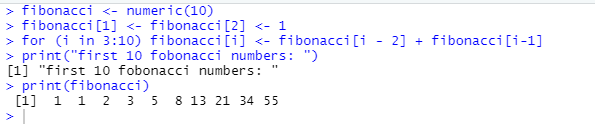 > fibonacci <- numeric(10)
> fibonacci[1] <- fibonacci[2] <- 1
> for (i in 3:10) fibonacci[i] <- fibonacci[i - 2] + fibonacci[i-1]
> print("first 10 fobonacci numbers: ")
[1] "first 10 fobonacci numbers: "
> print(fibonacci)
 [1]  1  1  2  3  5  8 13 21 34 55
>